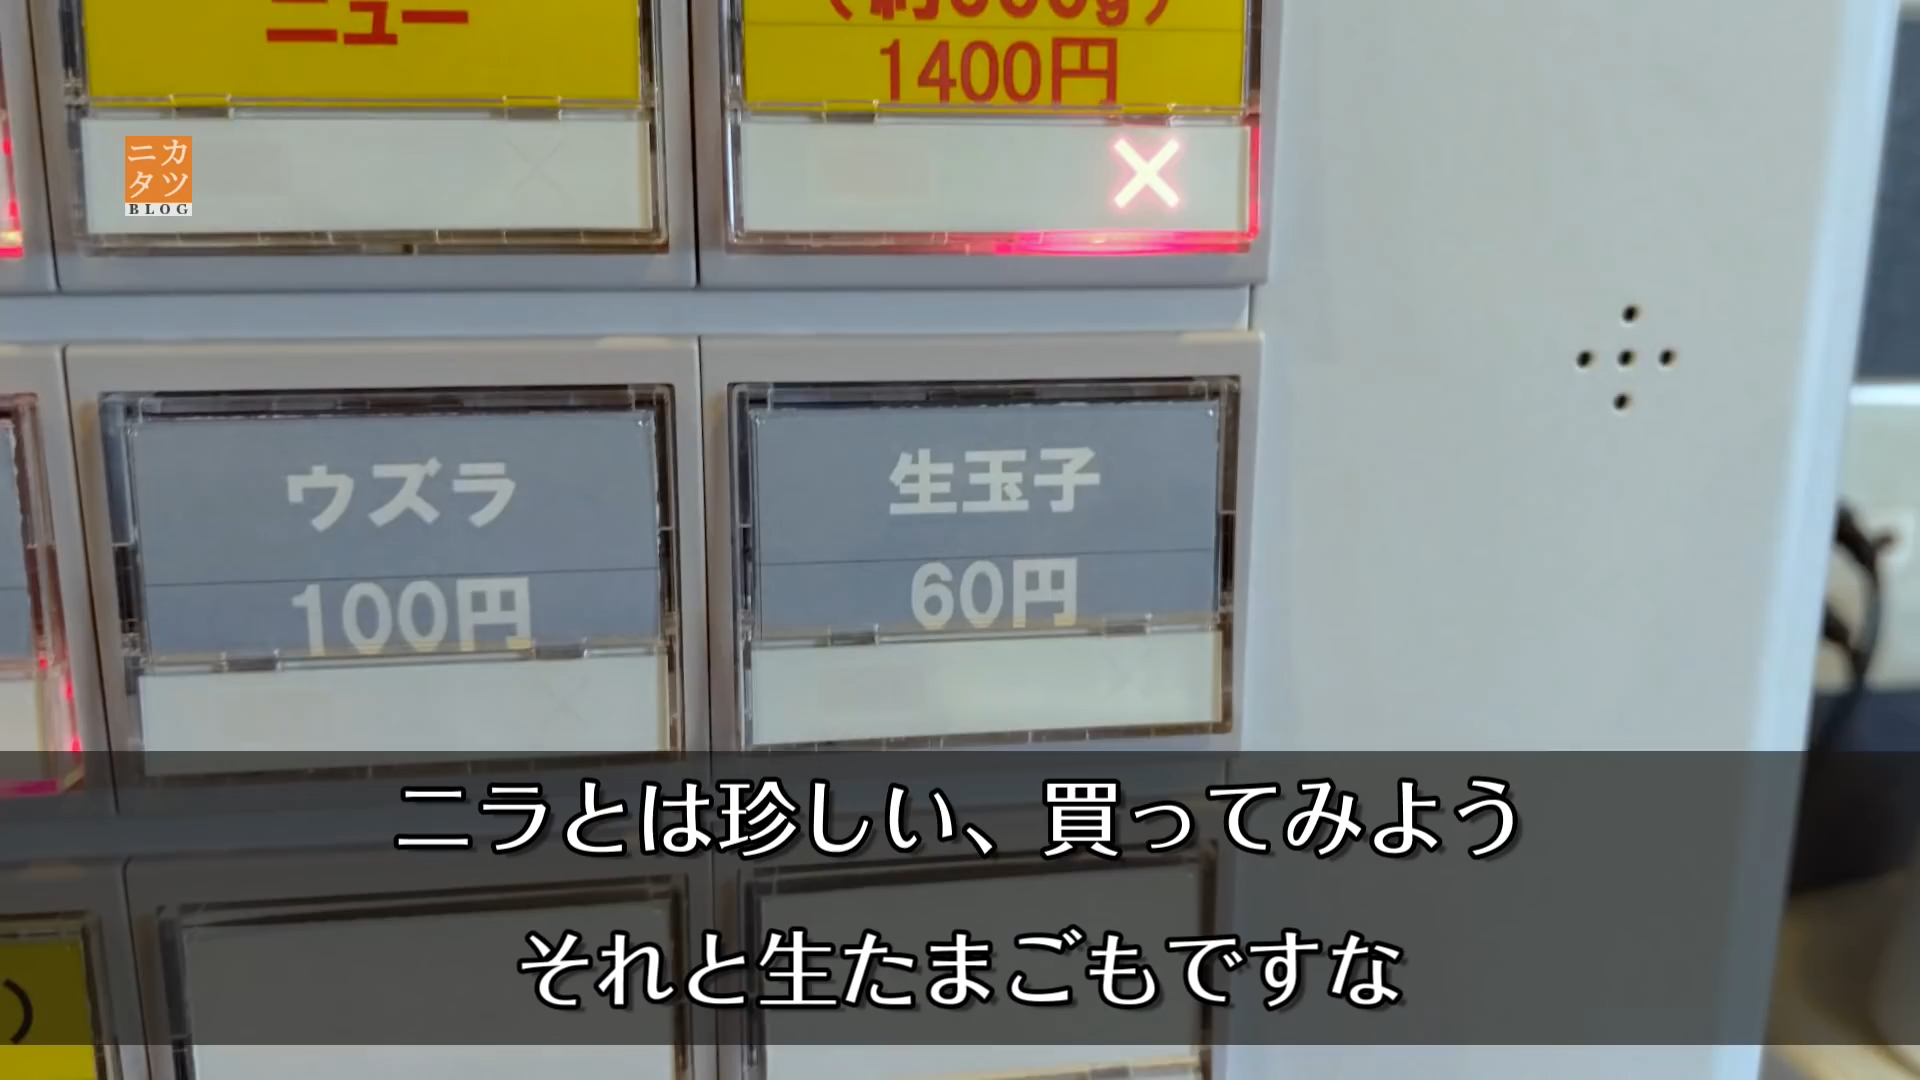 ニュー
1400円
×
ニカ
タツ
BLOG
ウズラ
100円
生玉子
60円
ニラとは珍しい、買ってみよう
それと生たまごもですな